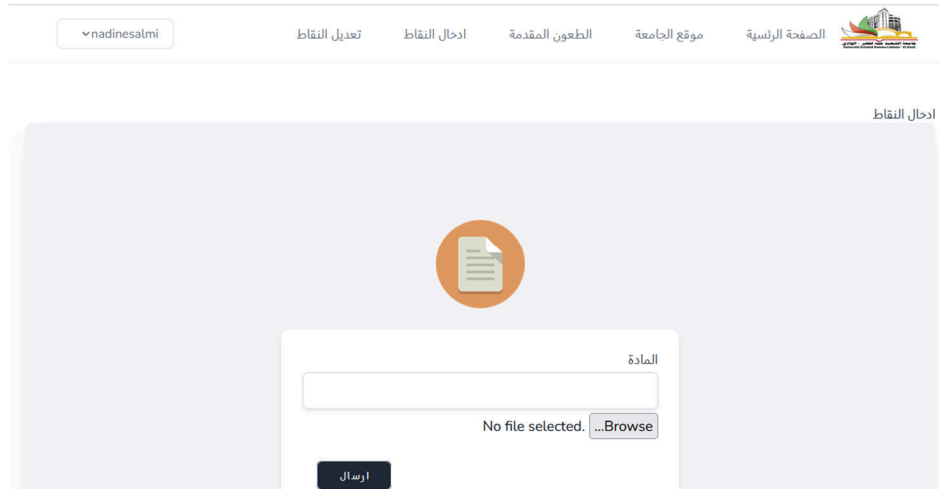 الصفحة الرئسية موقع الجامعة الطعون المقدمة ادخال النقاط تعديل النقاط nadinesalmi
ادخال النقاط
المادة
Browse... No file selected.
ارسال